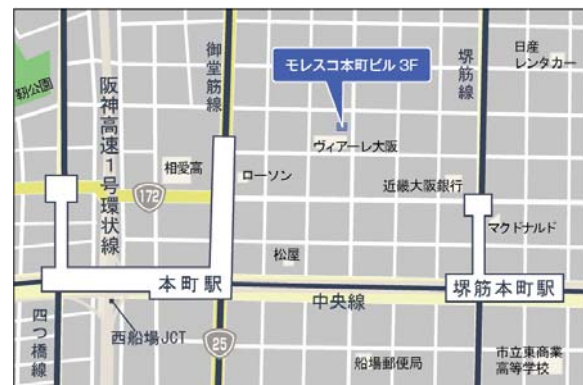 御堂筋線
堺筋線
日産
レンタカー
モレスコ本町ビル 3F
靭公園
阪神高速1号環状線
ヴィアーレ大阪
相愛高
ローソン
近畿大阪銀行
172
マクドナルド
松屋
本町駅
堺筋本町駅
中央線
四つ橋線
西船場JCT
25
船場郵便局
市立東商業
高等学校